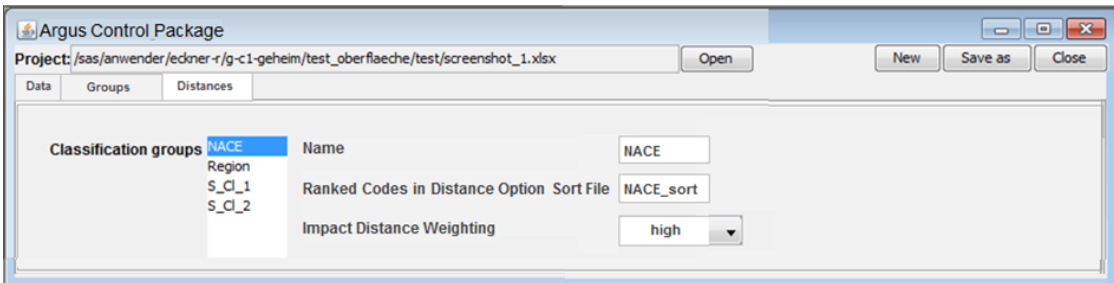 Argus Control Package
Project: /sas/anwender/eckner-r/g-c1-geheim/test_oberflaeche/test/screenshot_1.xlsx Open New Save as Close
Data Groups Distances
Classification groups NACE Name NACE
Region
S_Cl_1 Ranked Codes in Distance Option Sort File NACE_sort
S_Cl_2
Impact Distance Weighting high